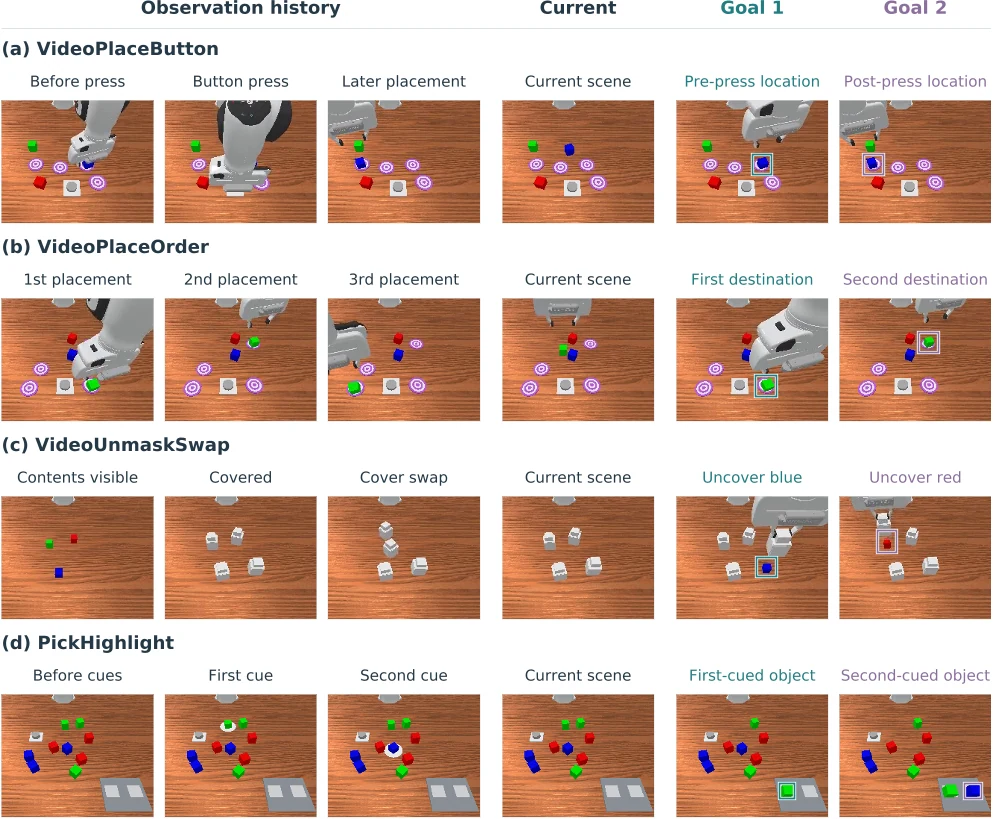 Observation history Current Goal 1 Goal 2
(a) VideoPlaceButton
Before press Button press Later placement Current scene Pre-press location Post-press location
(b) VideoPlaceOrder
1st placement 2nd placement 3rd placement Current scene First destination Second destination
(c) VideoUnmaskSwap
Contents visible Covered Cover swap Current scene Uncover blue Uncover red
(d) PickHighlight
Before cues First cue Second cue Current scene First-cued object Second-cued object